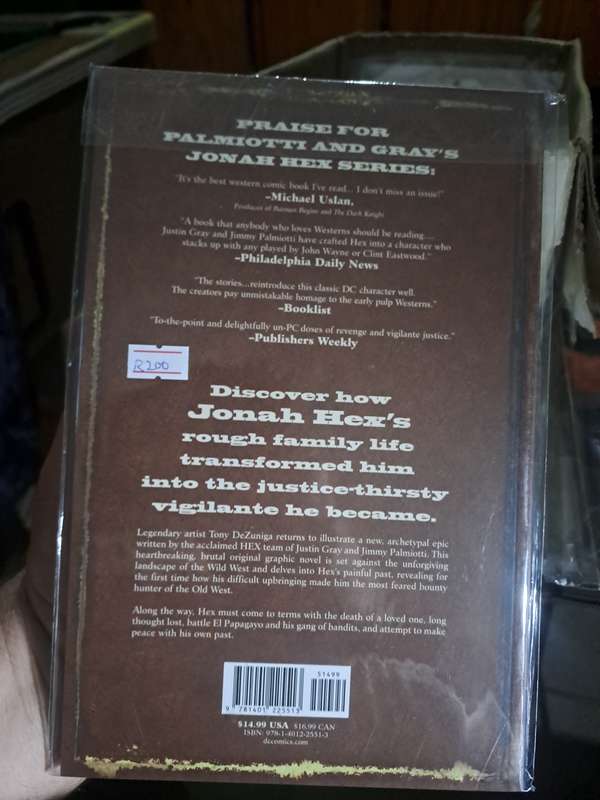 PRAISE FOR
PALMIOTTI AND GRAY'S
JONAH HEX SERIES:
"It's the best western comic book I've read... I don't miss an issue!"
–Michael Uslan,
Producer of Batman Begins and The Dark Knight
"A book that anybody who loves Westerns should be reading....
Justin Gray and Jimmy Palmiotti have crafted Hex into a character who
stacks up with any played by John Wayne or Clint Eastwood."
–Philadelphia Daily News
"The stories...reintroduce this classic DC character well.
The creators pay unmistakable homage to the early pulp Westerns."
–Booklist
"To-the-point and delightfully un-PC doses of revenge and vigilante justice."
–Publishers Weekly
R200
Discover how
Jonah Hex's
rough family life
transformed him
into the justice-thirsty
vigilante he became.
Legendary artist Tony DeZuniga returns to illustrate a new, archetypal epic
written by the acclaimed HEX team of Justin Gray and Jimmy Palmiotti. This
heartbreaking, brutal original graphic novel is set against the unforgiving
landscape of the Wild West and delves into Hex's painful past, revealing for
the first time how his difficult upbringing made him the most feared bounty
hunter of the Old West.
Along the way, Hex must come to terms with the death of a loved one, long
thought lost, battle El Papagayo and his gang of bandits, and attempt to make
peace with his own past.
51499
9 781401 225513
$14.99 USA $16.99 CAN
ISBN: 978-1-4012-2551-3
dccomics.com